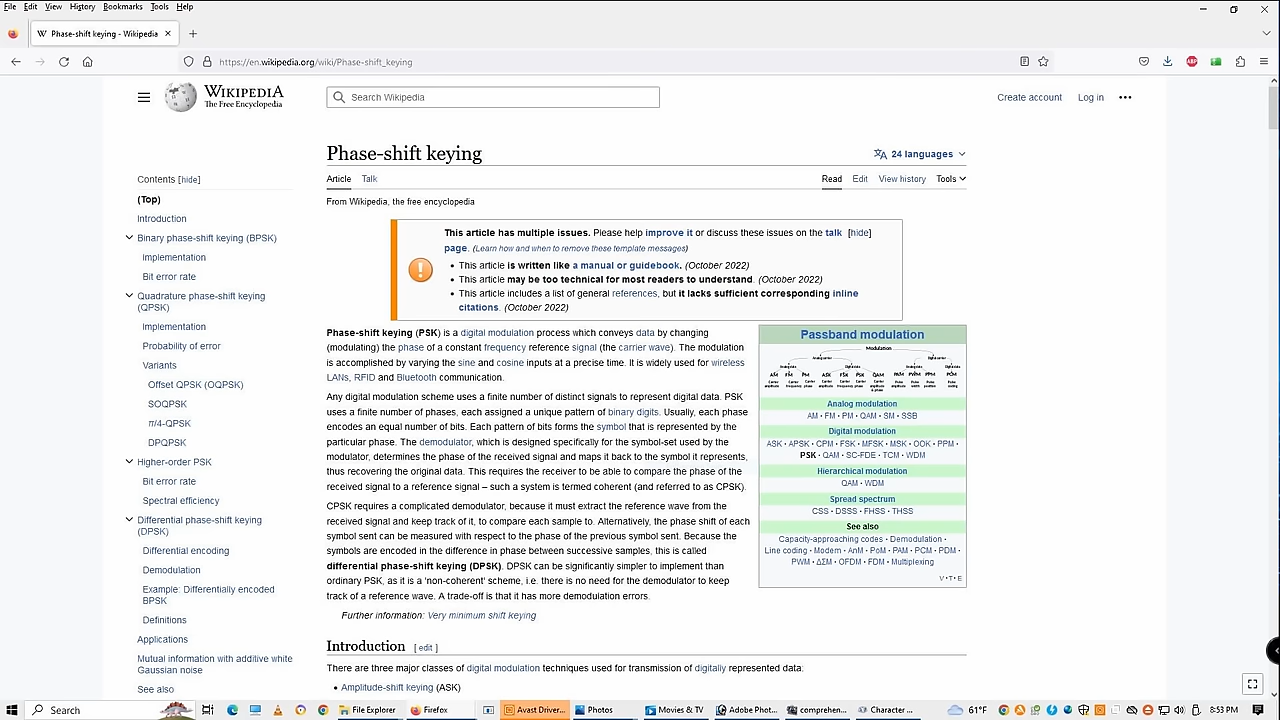 File Edit View History Bookmarks Tools Help
W Phase-shift keying - Wikipedia
https://en.wikipedia.org/wiki/Phase-shift_keying
WIKIPEDIA
The Free Encyclopedia
Search Wikipedia
Create account Log in
Phase-shift keying
24 languages
Article Talk
Read Edit View history Tools
From Wikipedia, the free encyclopedia
Contents [hide]
(Top)
Introduction
Binary phase-shift keying (BPSK)
Implementation
Bit error rate
Quadrature phase-shift keying
(QPSK)
Implementation
Probability of error
Variants
Offset QPSK (OQPSK)
SOQPSK
π/4-QPSK
DPQPSK
Higher-order PSK
Bit error rate
Spectral efficiency
Differential phase-shift keying
(DPSK)
Differential encoding
Demodulation
Example: Differentially encoded
BPSK
Definitions
Applications
Mutual information with additive white
Gaussian noise
See also
This article has multiple issues. Please help improve it or discuss these issues on the talk [hide]
page. (Learn how and when to remove these template messages)
• This article is written like a manual or guidebook. (October 2022)
• This article may be too technical for most readers to understand. (October 2022)
• This article includes a list of general references, but it lacks sufficient corresponding inline
citations. (October 2022)
Phase-shift keying (PSK) is a digital modulation process which conveys data by changing
(modulating) the phase of a constant frequency reference signal (the carrier wave). The modulation
is accomplished by varying the sine and cosine inputs at a precise time. It is widely used for wireless
LANs, RFID and Bluetooth communication.
Any digital modulation scheme uses a finite number of distinct signals to represent digital data. PSK
uses a finite number of phases, each assigned a unique pattern of binary digits. Usually, each phase
encodes an equal number of bits. Each pattern of bits forms the symbol that is represented by the
particular phase. The demodulator, which is designed specifically for the symbol-set used by the
modulator, determines the phase of the received signal and maps it back to the symbol it represents,
thus recovering the original data. This requires the receiver to be able to compare the phase of the
received signal to a reference signal – such a system is termed coherent (and referred to as CPSK).
CPSK requires a complicated demodulator, because it must extract the reference wave from the
received signal and keep track of it, to compare each sample to. Alternatively, the phase shift of each
symbol sent can be measured with respect to the phase of the previous symbol sent. Because the
symbols are encoded in the difference in phase between successive samples, this is called
differential phase-shift keying (DPSK). DPSK can be significantly simpler to implement than
ordinary PSK, as it is a 'non-coherent' scheme, i.e. there is no need for the demodulator to keep
track of a reference wave. A trade-off is that it has more demodulation errors.
Further information: Very minimum shift keying
Introduction [ edit ]
There are three major classes of digital modulation techniques used for transmission of digitally represented data:
• Amplitude-shift keying (ASK)
Passband modulation
Modulation
AM FM PM ASK FSK PSK QAM PAM PWM PPM PCM
Analog modulation
AM · FM · PM · QAM · SM · SSB
Digital modulation
ASK · APSK · CPM · FSK · MFSK · MSK · OOK · PPM ·
PSK · QAM · SC-FDE · TCM · WDM
Hierarchical modulation
QAM · WDM
Spread spectrum
CSS · DSSS · FHSS · THSS
See also
Capacity-approaching codes · Demodulation ·
Line coding · Modem · AnM · PoM · PAM · PCM · PDM ·
PWM · ΔΣM · OFDM · FDM · Multiplexing
V · T · E
Search
File Explorer
Firefox
Avast Driver...
Photos
Movies & TV
Adobe Phot...
comprehen...
Character ...
61°F
8:53 PM